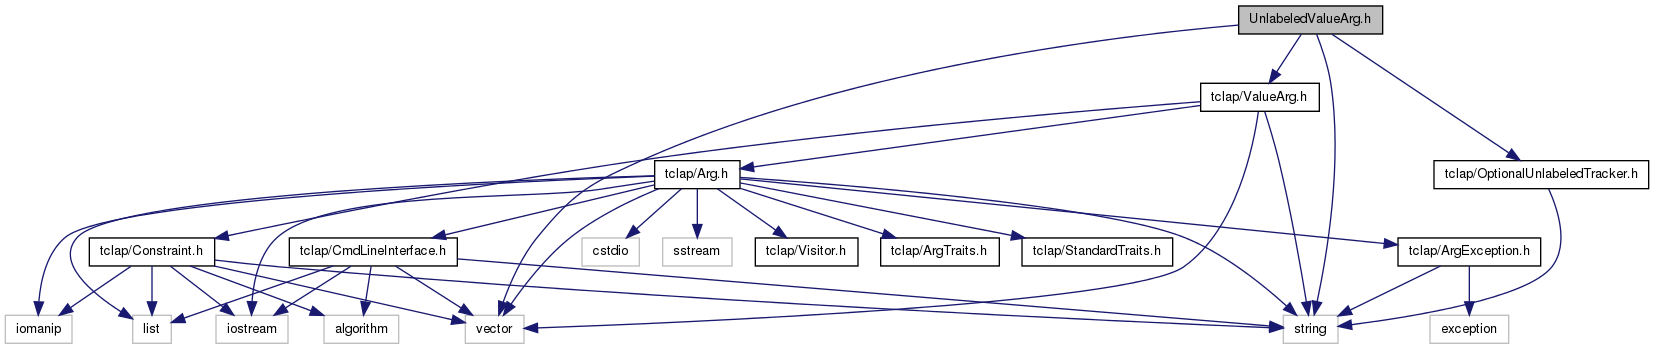 UnlabeledValueArg.h
tclap/ValueArg.h
tclap/Arg.h
tclap/OptionalUnlabeledTracker.h
tclap/Constraint.h
tclap/CmdLineInterface.h
cstdio
sstream
tclap/Visitor.h
tclap/ArgTraits.h
tclap/StandardTraits.h
tclap/ArgException.h
iomanip
list
iostream
algorithm
vector
string
exception